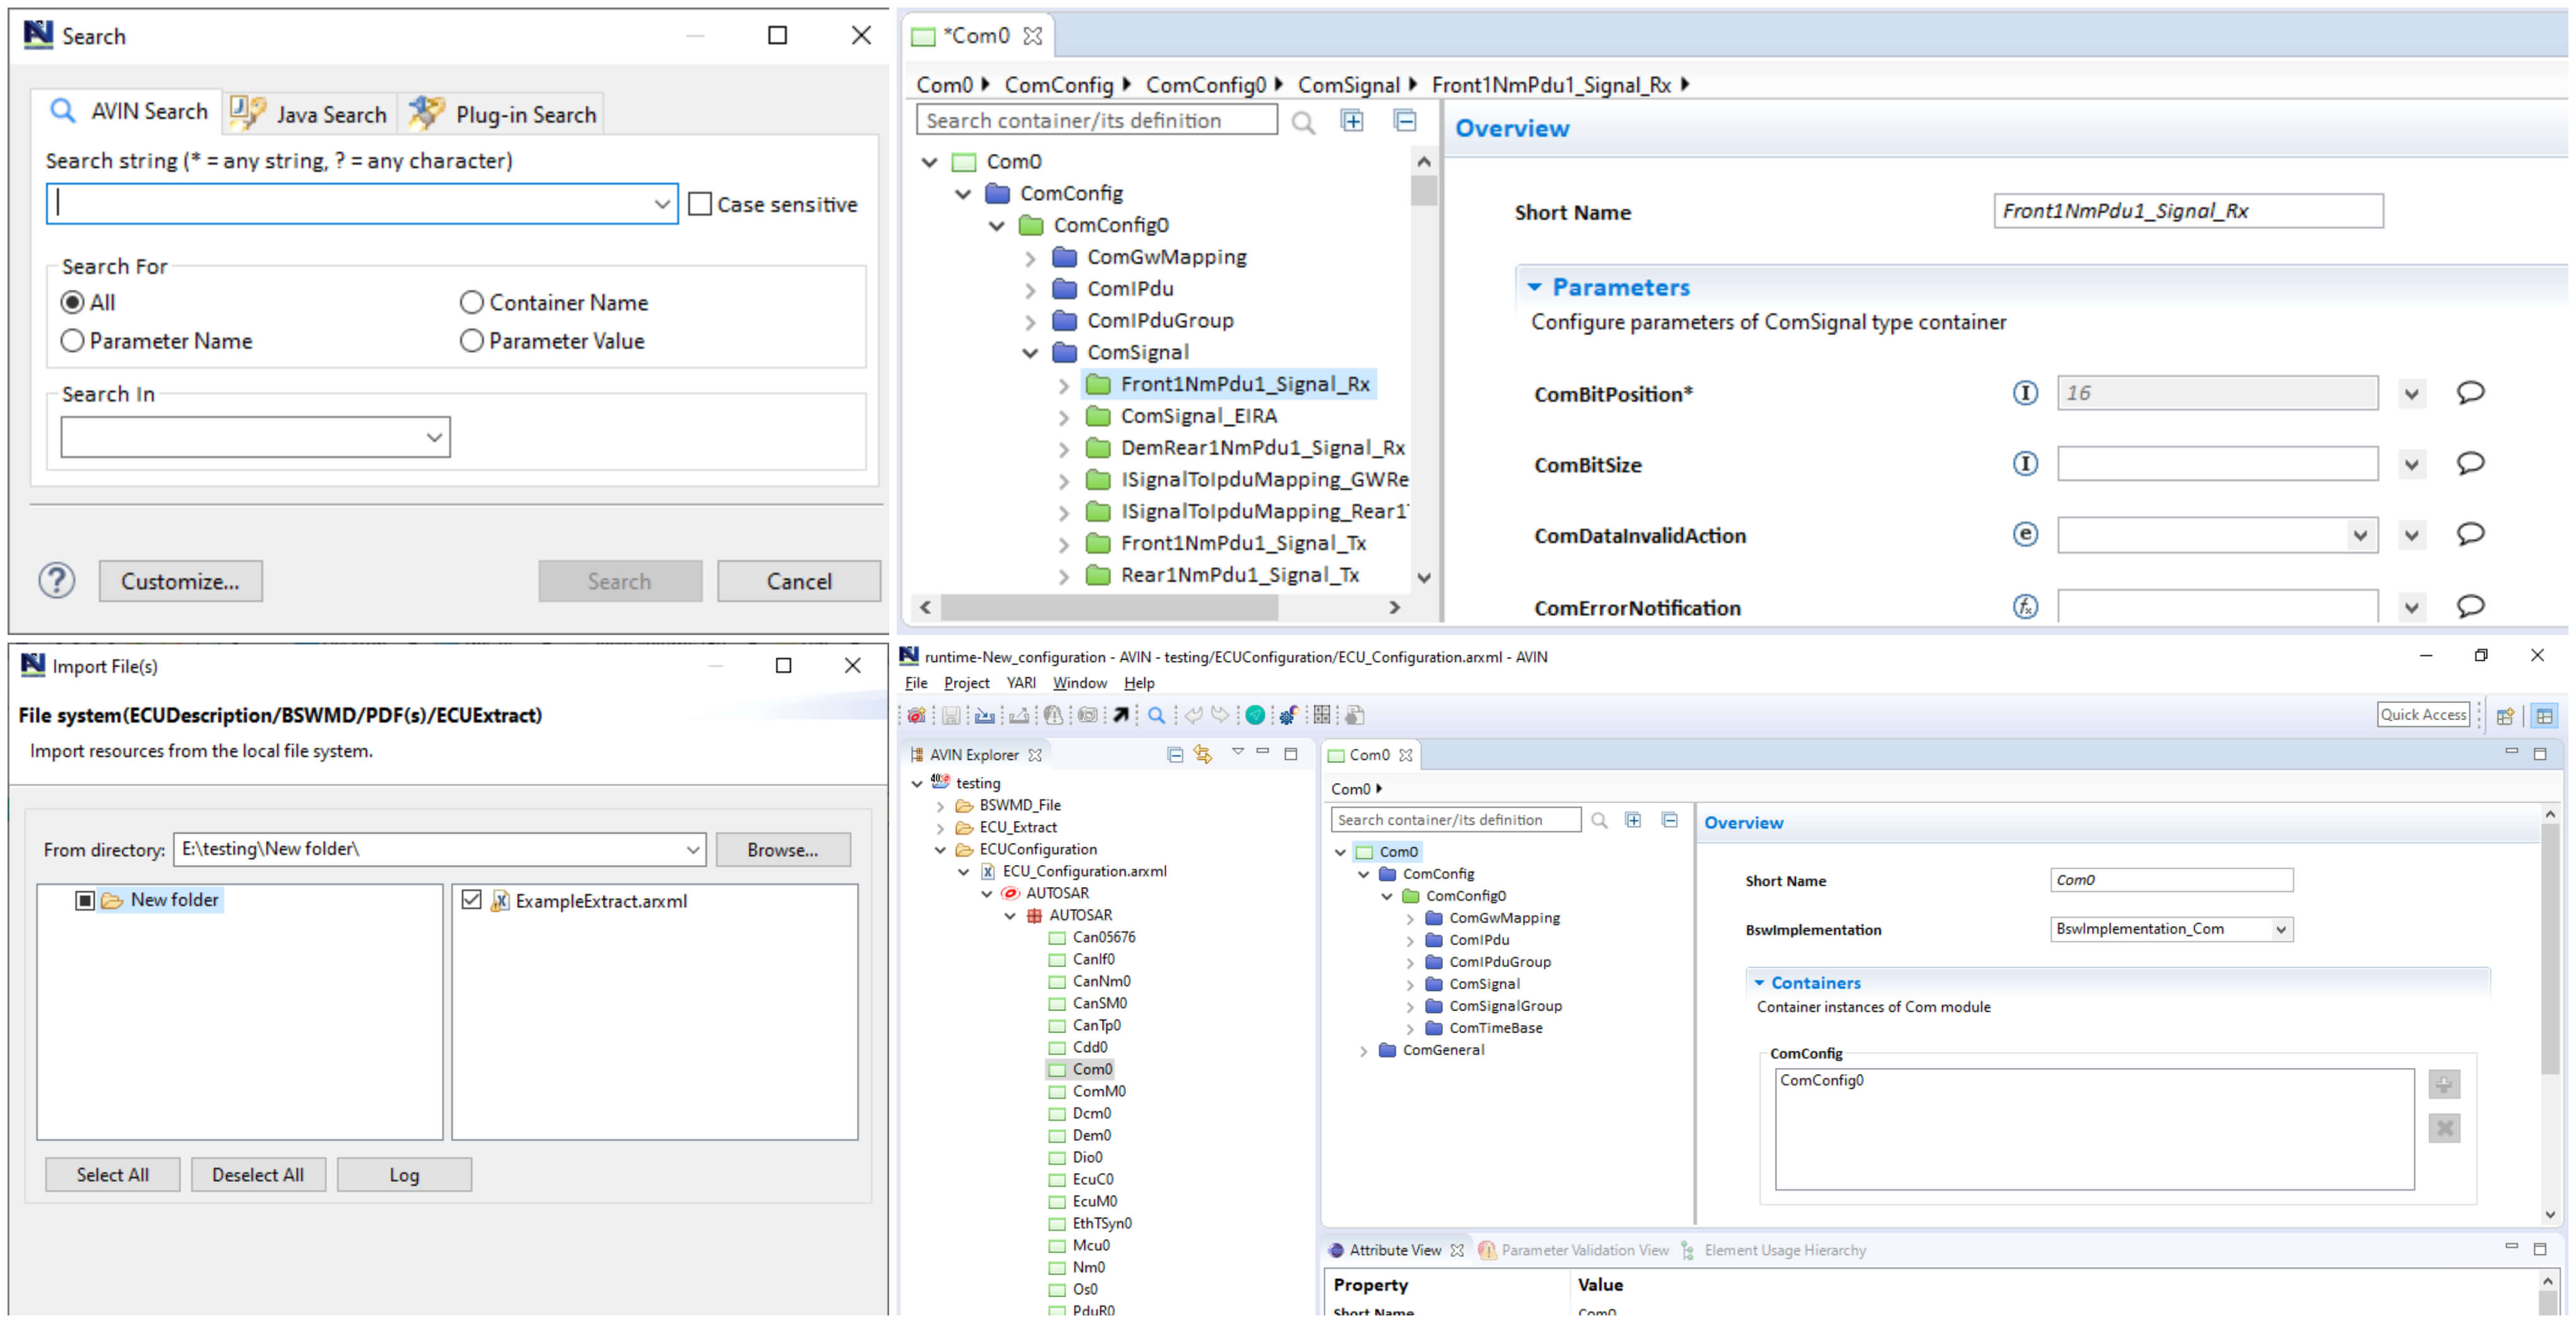 Search
AVIN Search Java Search Plug-in Search
Search string (* = any string, ? = any character)
Case sensitive
Search For
All Container Name
Parameter Name Parameter Value
Search In
Customize... Search Cancel
*Com0
Com0 ComConfig ComConfig0 ComSignal Front1NmPdu1_Signal_Rx
Search container/its definition
Com0
ComConfig
ComConfig0
ComGwMapping
ComIPdu
ComIPduGroup
ComSignal
Front1NmPdu1_Signal_Rx
ComSignal_EIRA
DemRear1NmPdu1_Signal_Rx
ISignalToIpduMapping_GWRe
ISignalToIpduMapping_Rear1
Front1NmPdu1_Signal_Tx
Rear1NmPdu1_Signal_Tx
Overview
Short Name Front1NmPdu1_Signal_Rx
Parameters
Configure parameters of ComSignal type container
ComBitPosition* 16
ComBitSize
ComDataInvalidAction
ComErrorNotification
Import File(s)
File system(ECUDescription/BSWMD/PDF(s)/ECUExtract)
Import resources from the local file system.
From directory: E:\testing\New folder\ Browse...
New folder ExampleExtract.arxml
Select All Deselect All Log
runtime-New_configuration - AVIN - testing/ECUConfiguration/ECU_Configuration.arxml - AVIN
File Project YARI Window Help
Quick Access
AVIN Explorer
testing
BSWMD_File
ECU_Extract
ECUConfiguration
ECU_Configuration.arxml
AUTOSAR
AUTOSAR
Can05676
CanIf0
CanNm0
CanSM0
CanTp0
Cdd0
Com0
ComM0
Dcm0
Dem0
Dio0
EcuC0
EcuM0
EthTSyn0
Mcu0
Nm0
Os0
PduR0
Com0
Com0
Search container/its definition
Com0
ComConfig
ComConfig0
ComGwMapping
ComIPdu
ComIPduGroup
ComSignal
ComSignalGroup
ComTimeBase
ComGeneral
Overview
Short Name Com0
BswImplementation BswImplementation_Com
Containers
Container instances of Com module
ComConfig
ComConfig0
Attribute View Parameter Validation View Element Usage Hierarchy
Property Value
Short Name Com0